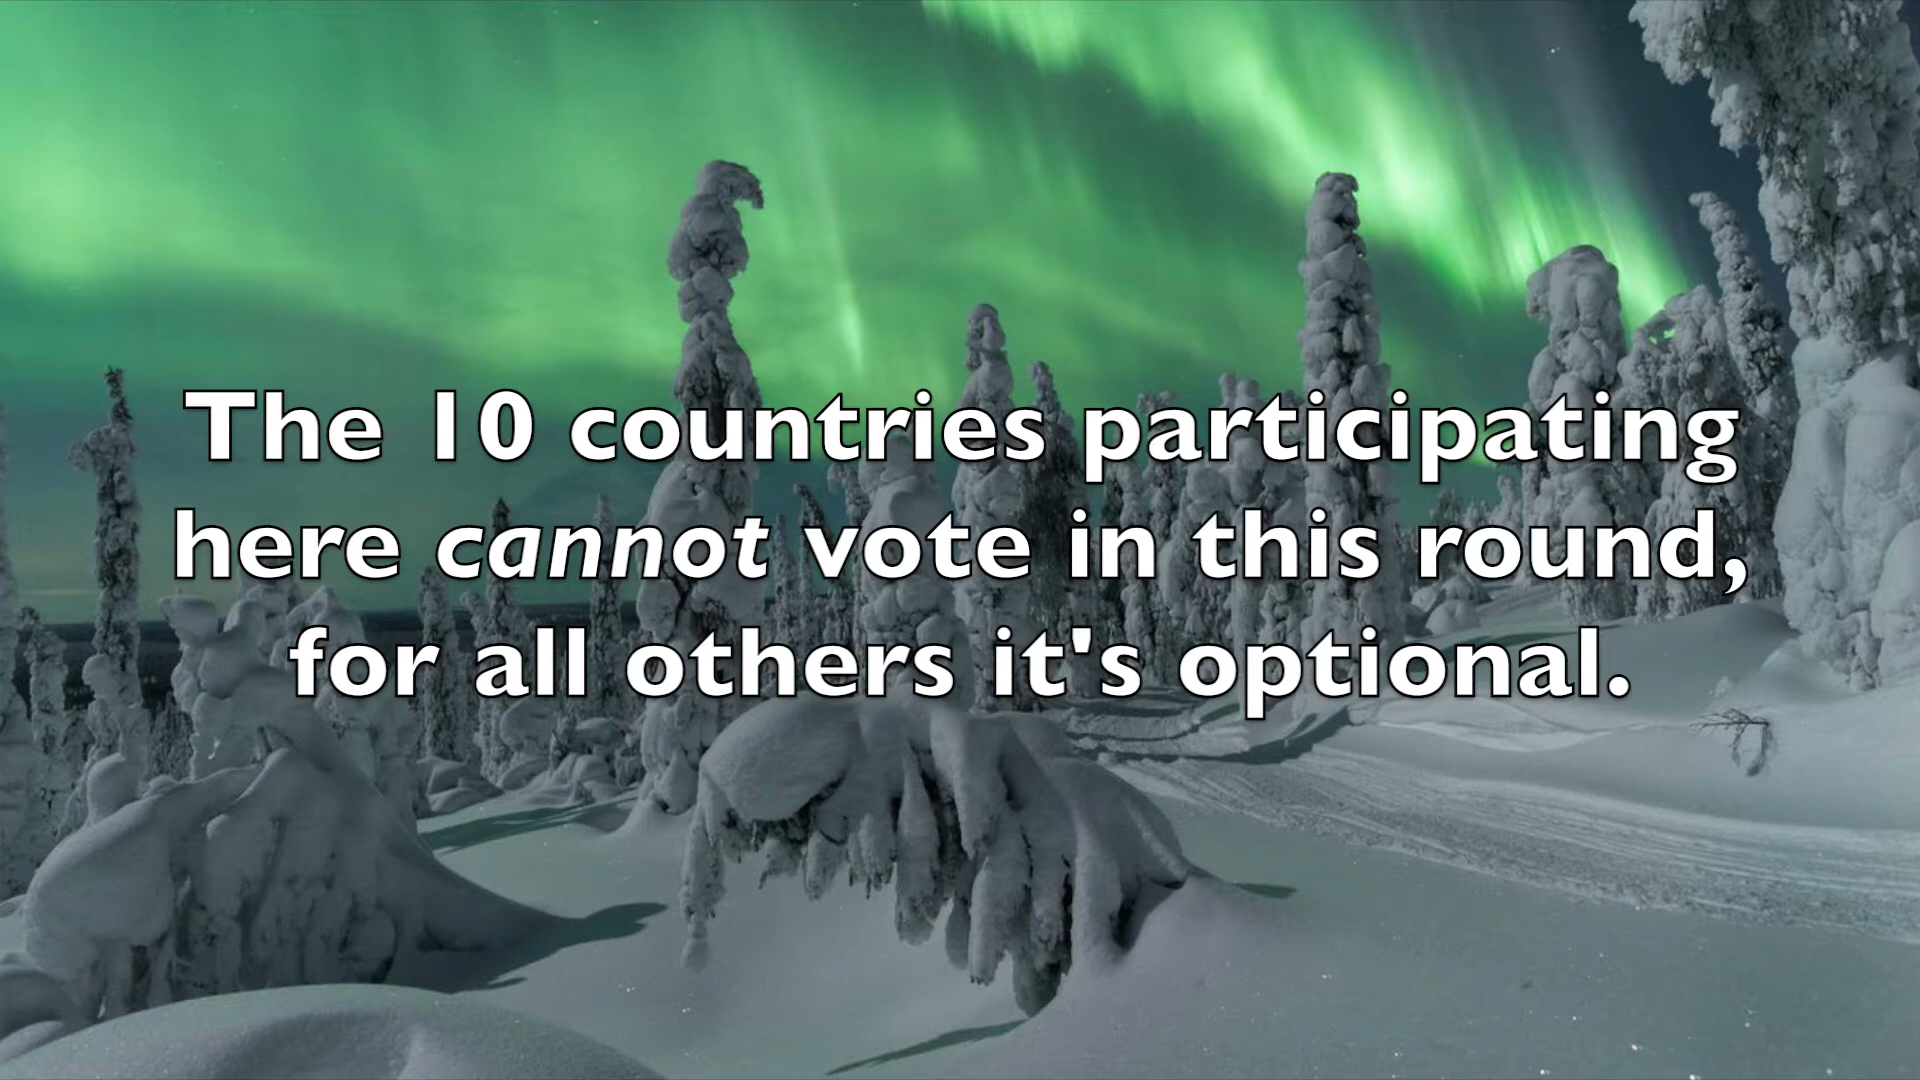 The 10 countries participating
here cannot vote in this round,
for all others it's optional.